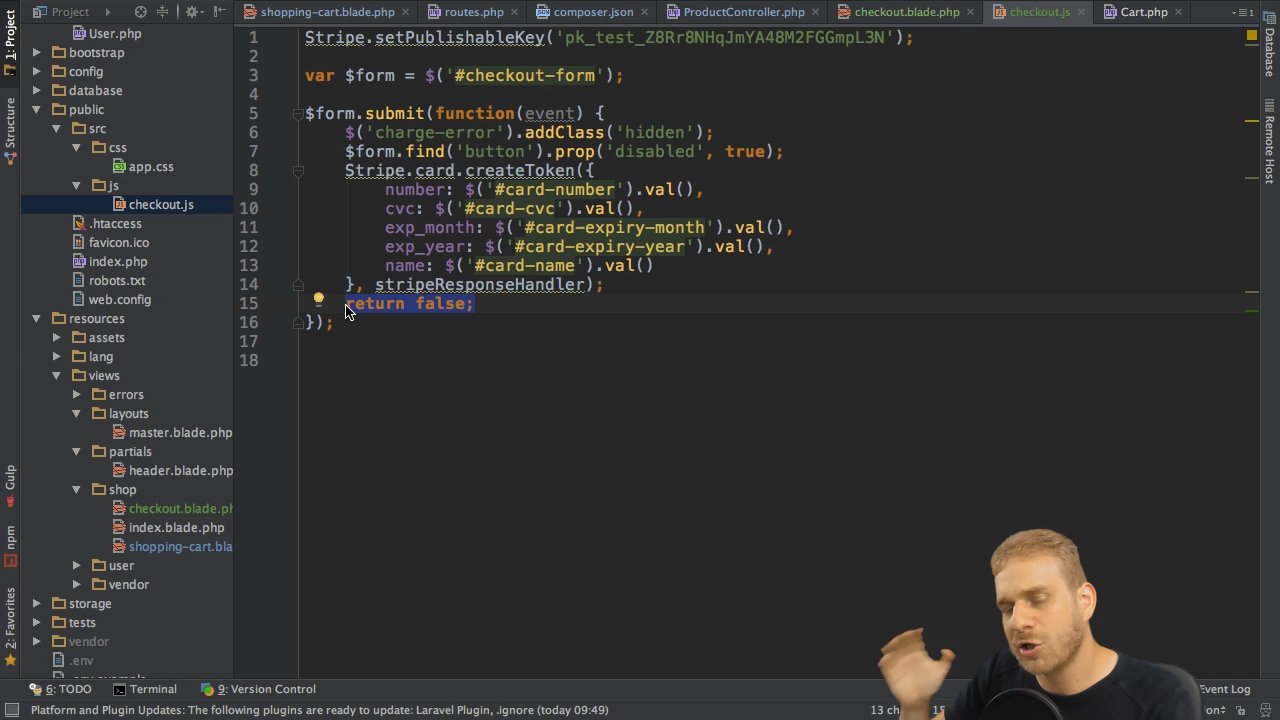 Project
shopping-cart.blade.php
routes.php
composer.json
ProductController.php
checkout.blade.php
checkout.js
Cart.php
1
1: Project
Structure
Gulp
npm
2: Favorites
Database
Remote Host
User.php
bootstrap
config
database
public
src
css
app.css
js
checkout.js
.htaccess
favicon.ico
index.php
robots.txt
web.config
resources
assets
lang
views
errors
layouts
master.blade.php
partials
header.blade.php
shop
checkout.blade.ph
index.blade.php
shopping-cart.bla
user
vendor
storage
tests
vendor
.env
1 Stripe.setPublishableKey('pk_test_Z8Rr8NHqJmYA48M2FGGmpL3N');
2
3 var $form = $('#checkout-form');
4
5 $form.submit(function(event) {
6 $('charge-error').addClass('hidden');
7 $form.find('button').prop('disabled', true);
8 Stripe.card.createToken({
9 number: $('#card-number').val(),
10 cvc: $('#card-cvc').val(),
11 exp_month: $('#card-expiry-month').val(),
12 exp_year: $('#card-expiry-year').val(),
13 name: $('#card-name').val()
14 }, stripeResponseHandler);
15 return false;
16 });
17
18
6: TODO
Terminal
9: Version Control
Event Log
Platform and Plugin Updates: The following plugins are ready to update: Laravel Plugin, .ignore (today 09:49)
13 ch
15